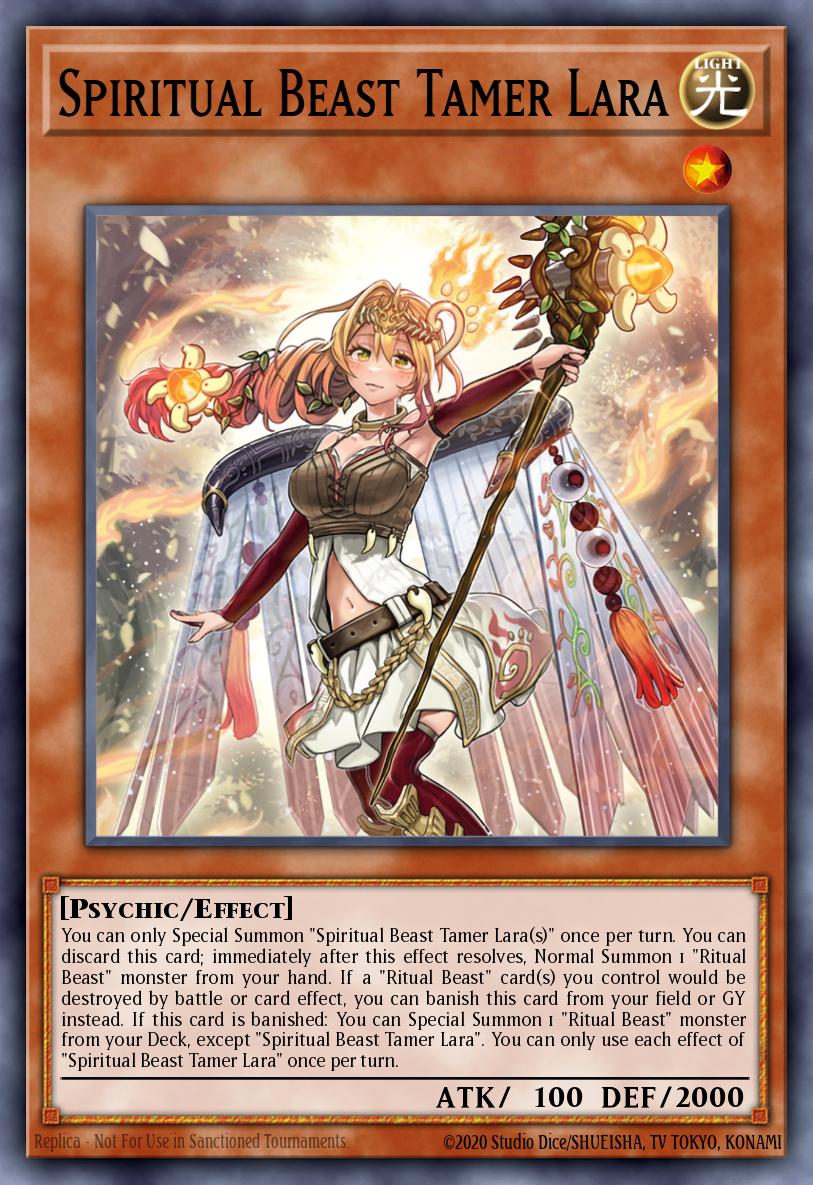 Spiritual Beast Tamer Lara
LIGHT
光
[Psychic/Effect]
You can only Special Summon "Spiritual Beast Tamer Lara(s)" once per turn. You can
discard this card; immediately after this effect resolves, Normal Summon 1 "Ritual
Beast" monster from your hand. If a "Ritual Beast" card(s) you control would be
destroyed by battle or card effect, you can banish this card from your field or GY
instead. If this card is banished: You can Special Summon 1 "Ritual Beast" monster
from your Deck, except "Spiritual Beast Tamer Lara". You can only use each effect of
"Spiritual Beast Tamer Lara" once per turn.
ATK/ 100 DEF/2000
Replica - Not For Use in Sanctioned Tournaments.
©2020 Studio Dice/SHUEISHA, TV TOKYO, KONAMI